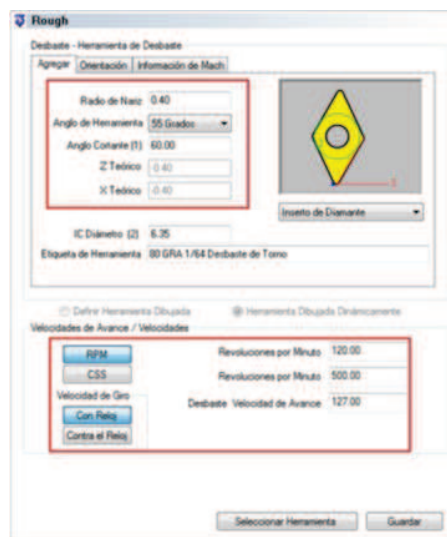 Rough
Desbaste - Herramienta de Desbaste
Agregar Orientación Información de Mach
Radio de Nariz 0.40
Anglo de Herramienta 55 Grados
Anglo Cortante (1) 60.00
Z Teórico -0.40
X Teórico -0.40
Inserto de Diamante
IC Diámetro (2) 6.35
Etiqueta de Herramienta 80 GRA 1/64 Desbaste de Torno
Definir Herramienta Dibujada Herramienta Dibujada Dinámicamente
Velocidades de Avance / Velocidades
RPM Revoluciones por Minuto 120.00
CSS Revoluciones por Minuto 500.00
Velocidad de Giro
Desbaste Velocidad de Avance 127.00
Con Reloj
Contra el Reloj
Seleccionar Herramienta Guardar